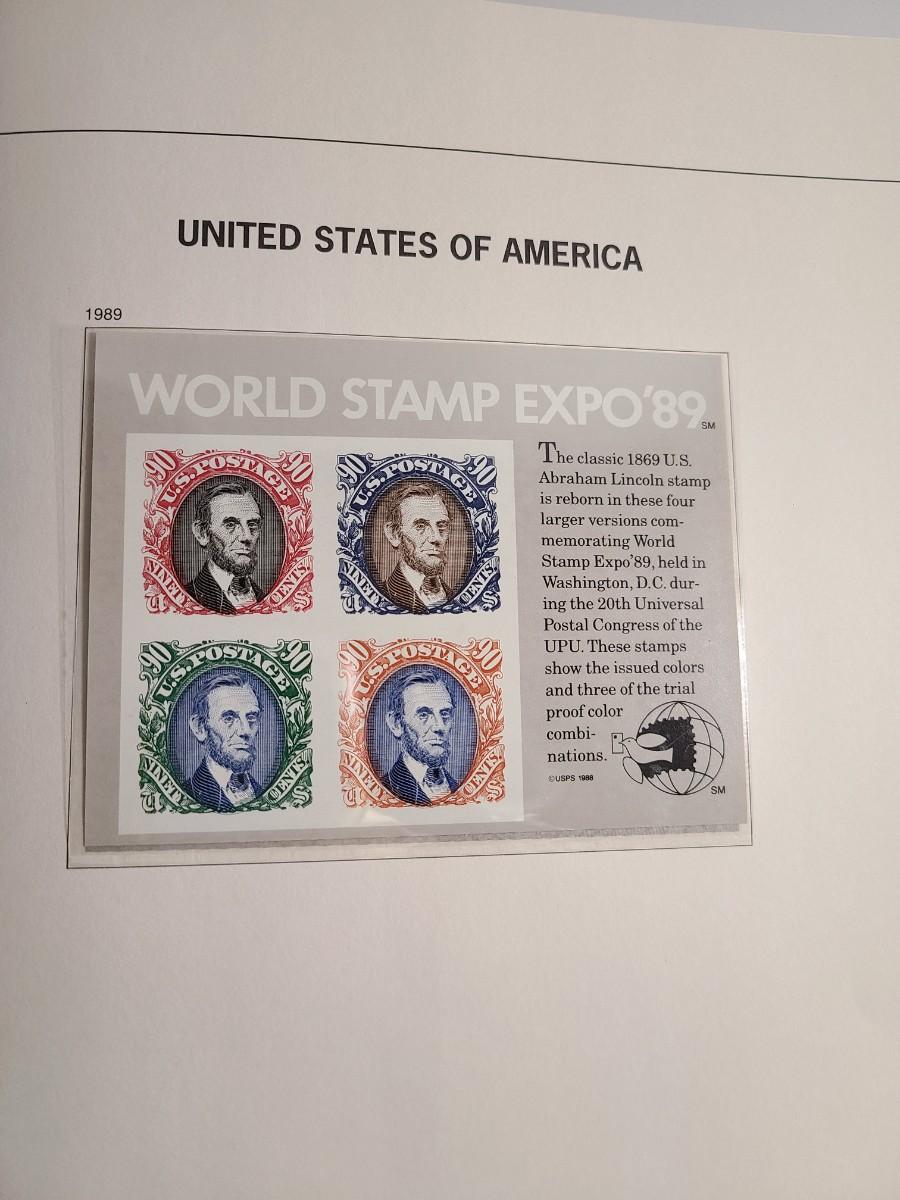 UNITED STATES OF AMERICA
1989
WORLD STAMP EXPO'89 SM
90 90
U.S. POSTAGE
NINETY CENTS
U S
90 90
U.S. POSTAGE
NINETY CENTS
U S
90 90
U.S. POSTAGE
NINETY CENTS
U S
90 90
U.S. POSTAGE
NINETY CENTS
U S
The classic 1869 U.S.
Abraham Lincoln stamp
is reborn in these four
larger versions com-
memorating World
Stamp Expo'89, held in
Washington, D.C. dur-
ing the 20th Universal
Postal Congress of the
UPU. These stamps
show the issued colors
and three of the trial
proof color
combi-
nations.
©USPS 1988
SM